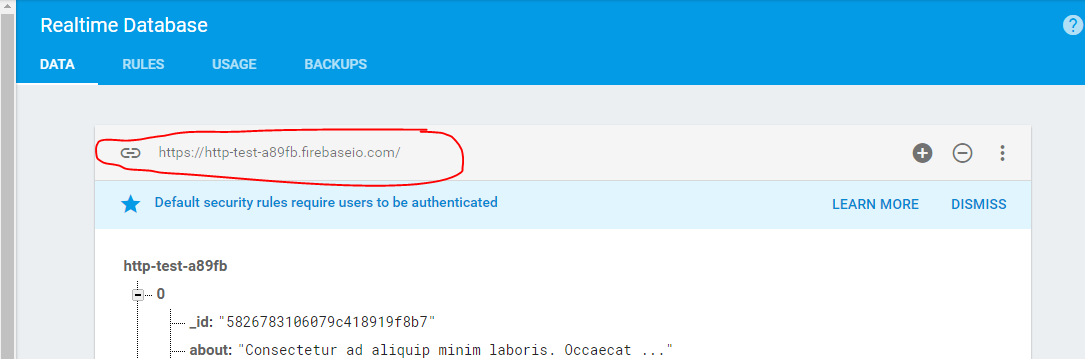 Realtime Database
?
DATA RULES USAGE BACKUPS
https://http-test-a89fb.firebaseio.com/
Default security rules require users to be authenticated LEARN MORE DISMISS
http-test-a89fb
0
_id: "5826783106079c418919f8b7"
about: "Consectetur ad aliquip minim laboris. Occaecat ..."